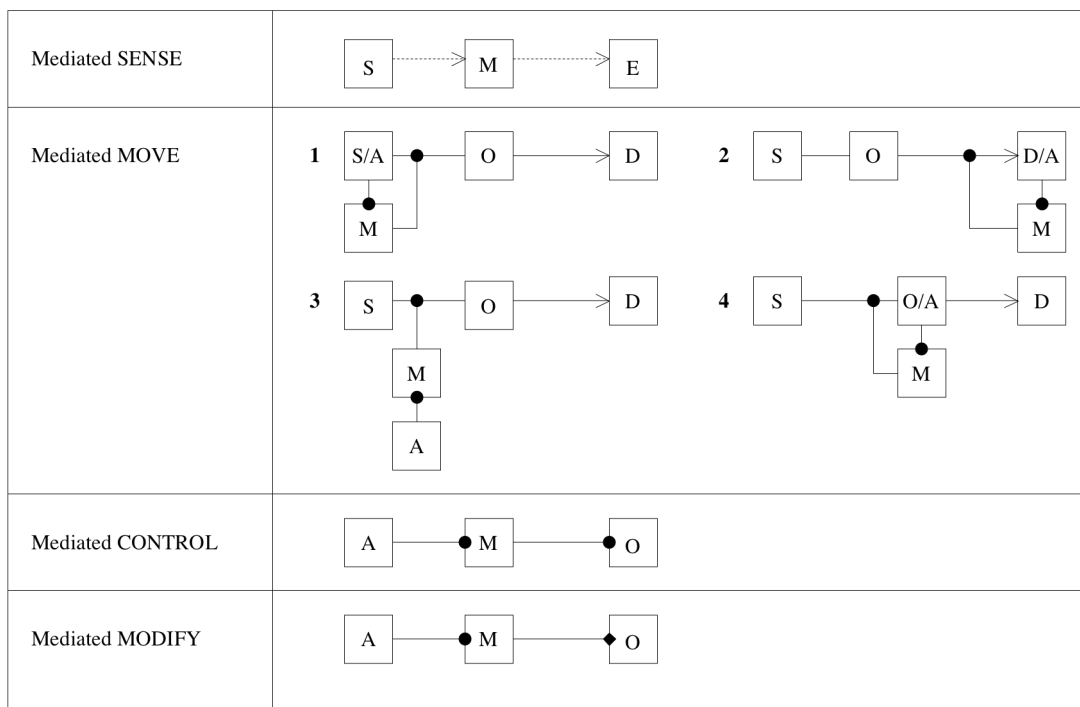 Mediated SENSE
S M E
Mediated MOVE
1 S/A O D 2 S O D/A
M M
3 S O D 4 S O/A D
M M
A
Mediated CONTROL
A M O
Mediated MODIFY
A M O